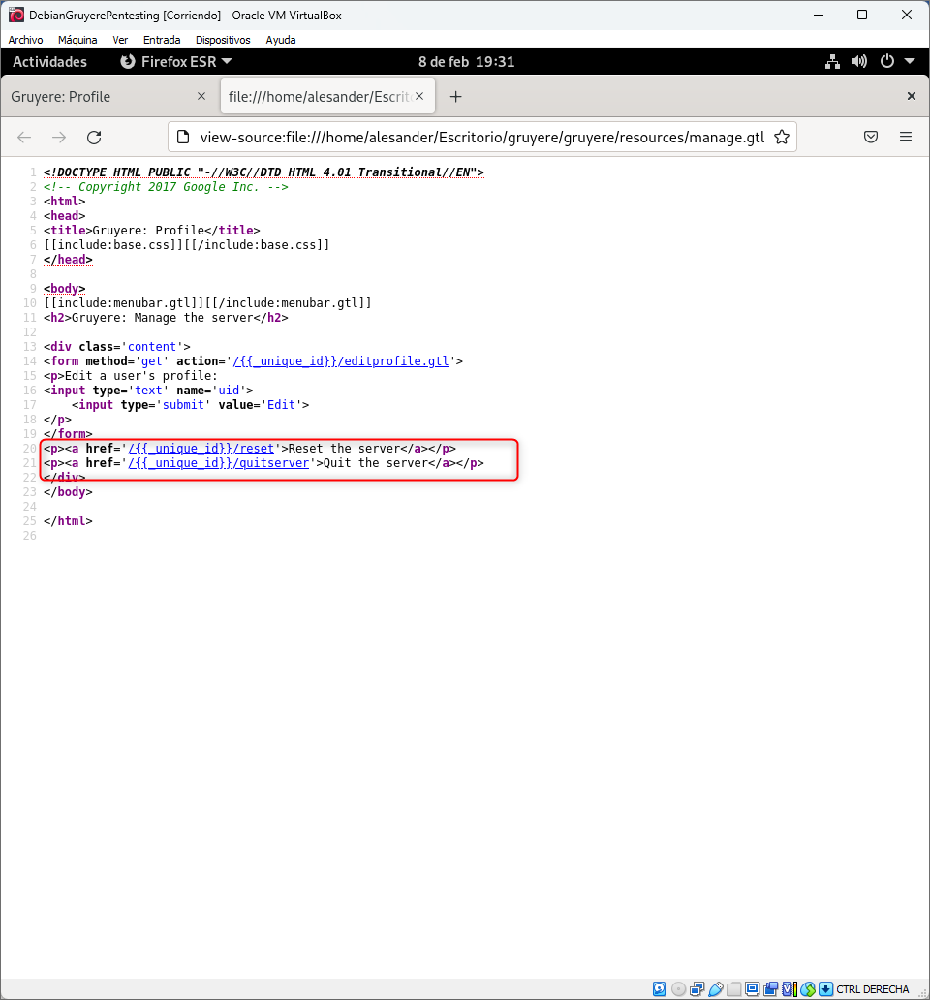 DebianGruyerePentesting [Corriendo] - Oracle VM VirtualBox
Archivo Máquina Ver Entrada Dispositivos Ayuda
Actividades Firefox ESR 8 de feb 19:31
Gruyere: Profile file:///home/alesander/Escrit
view-source:file:///home/alesander/Escritorio/gruyere/gruyere/resources/manage.gtl
1 <!DOCTYPE HTML PUBLIC "-//W3C//DTD HTML 4.01 Transitional//EN">
2 <!-- Copyright 2017 Google Inc. -->
3 <html>
4 <head>
5 <title>Gruyere: Profile</title>
6 [[include:base.css]][[/include:base.css]]
7 </head>
8
9 <body>
10 [[include:menubar.gtl]][[/include:menubar.gtl]]
11 <h2>Gruyere: Manage the server</h2>
12
13 <div class='content'>
14 <form method='get' action='/{{_unique_id}}/editprofile.gtl'>
15 <p>Edit a user's profile:
16 <input type='text' name='uid'>
17     <input type='submit' value='Edit'>
18 </p>
19 </form>
20 <p><a href='/{{_unique_id}}/reset'>Reset the server</a></p>
21 <p><a href='/{{_unique_id}}/quitserver'>Quit the server</a></p>
22 </div>
23 </body>
24
25 </html>
26
CTRL DERECHA